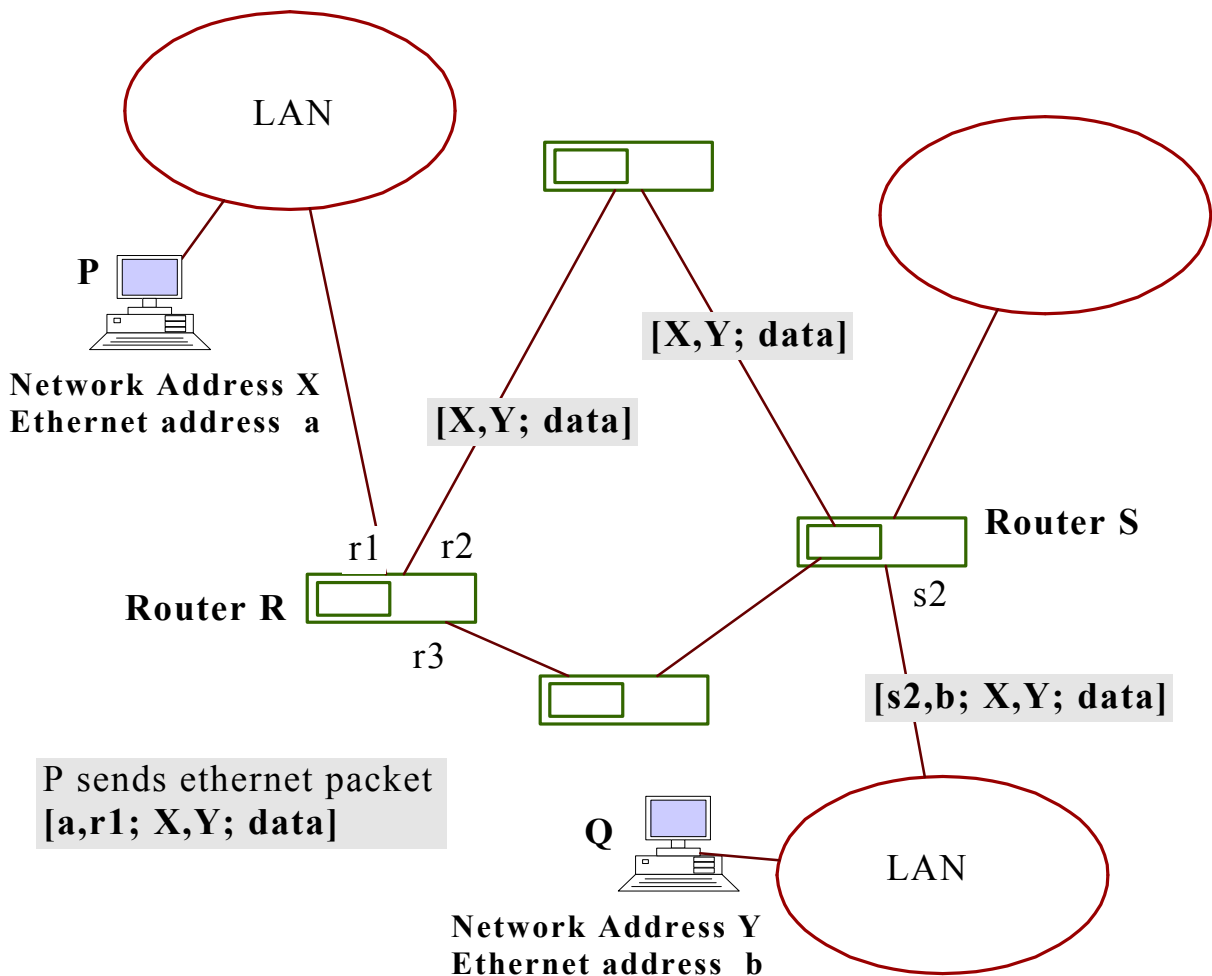 LAN
P
Network Address X
Ethernet address a
[X,Y; data]
[X,Y; data]
r1
r2
Router R
r3
Router S
s2
[s2,b; X,Y; data]
P sends ethernet packet
[a,r1; X,Y; data]
Q
LAN
Network Address Y
Ethernet address b